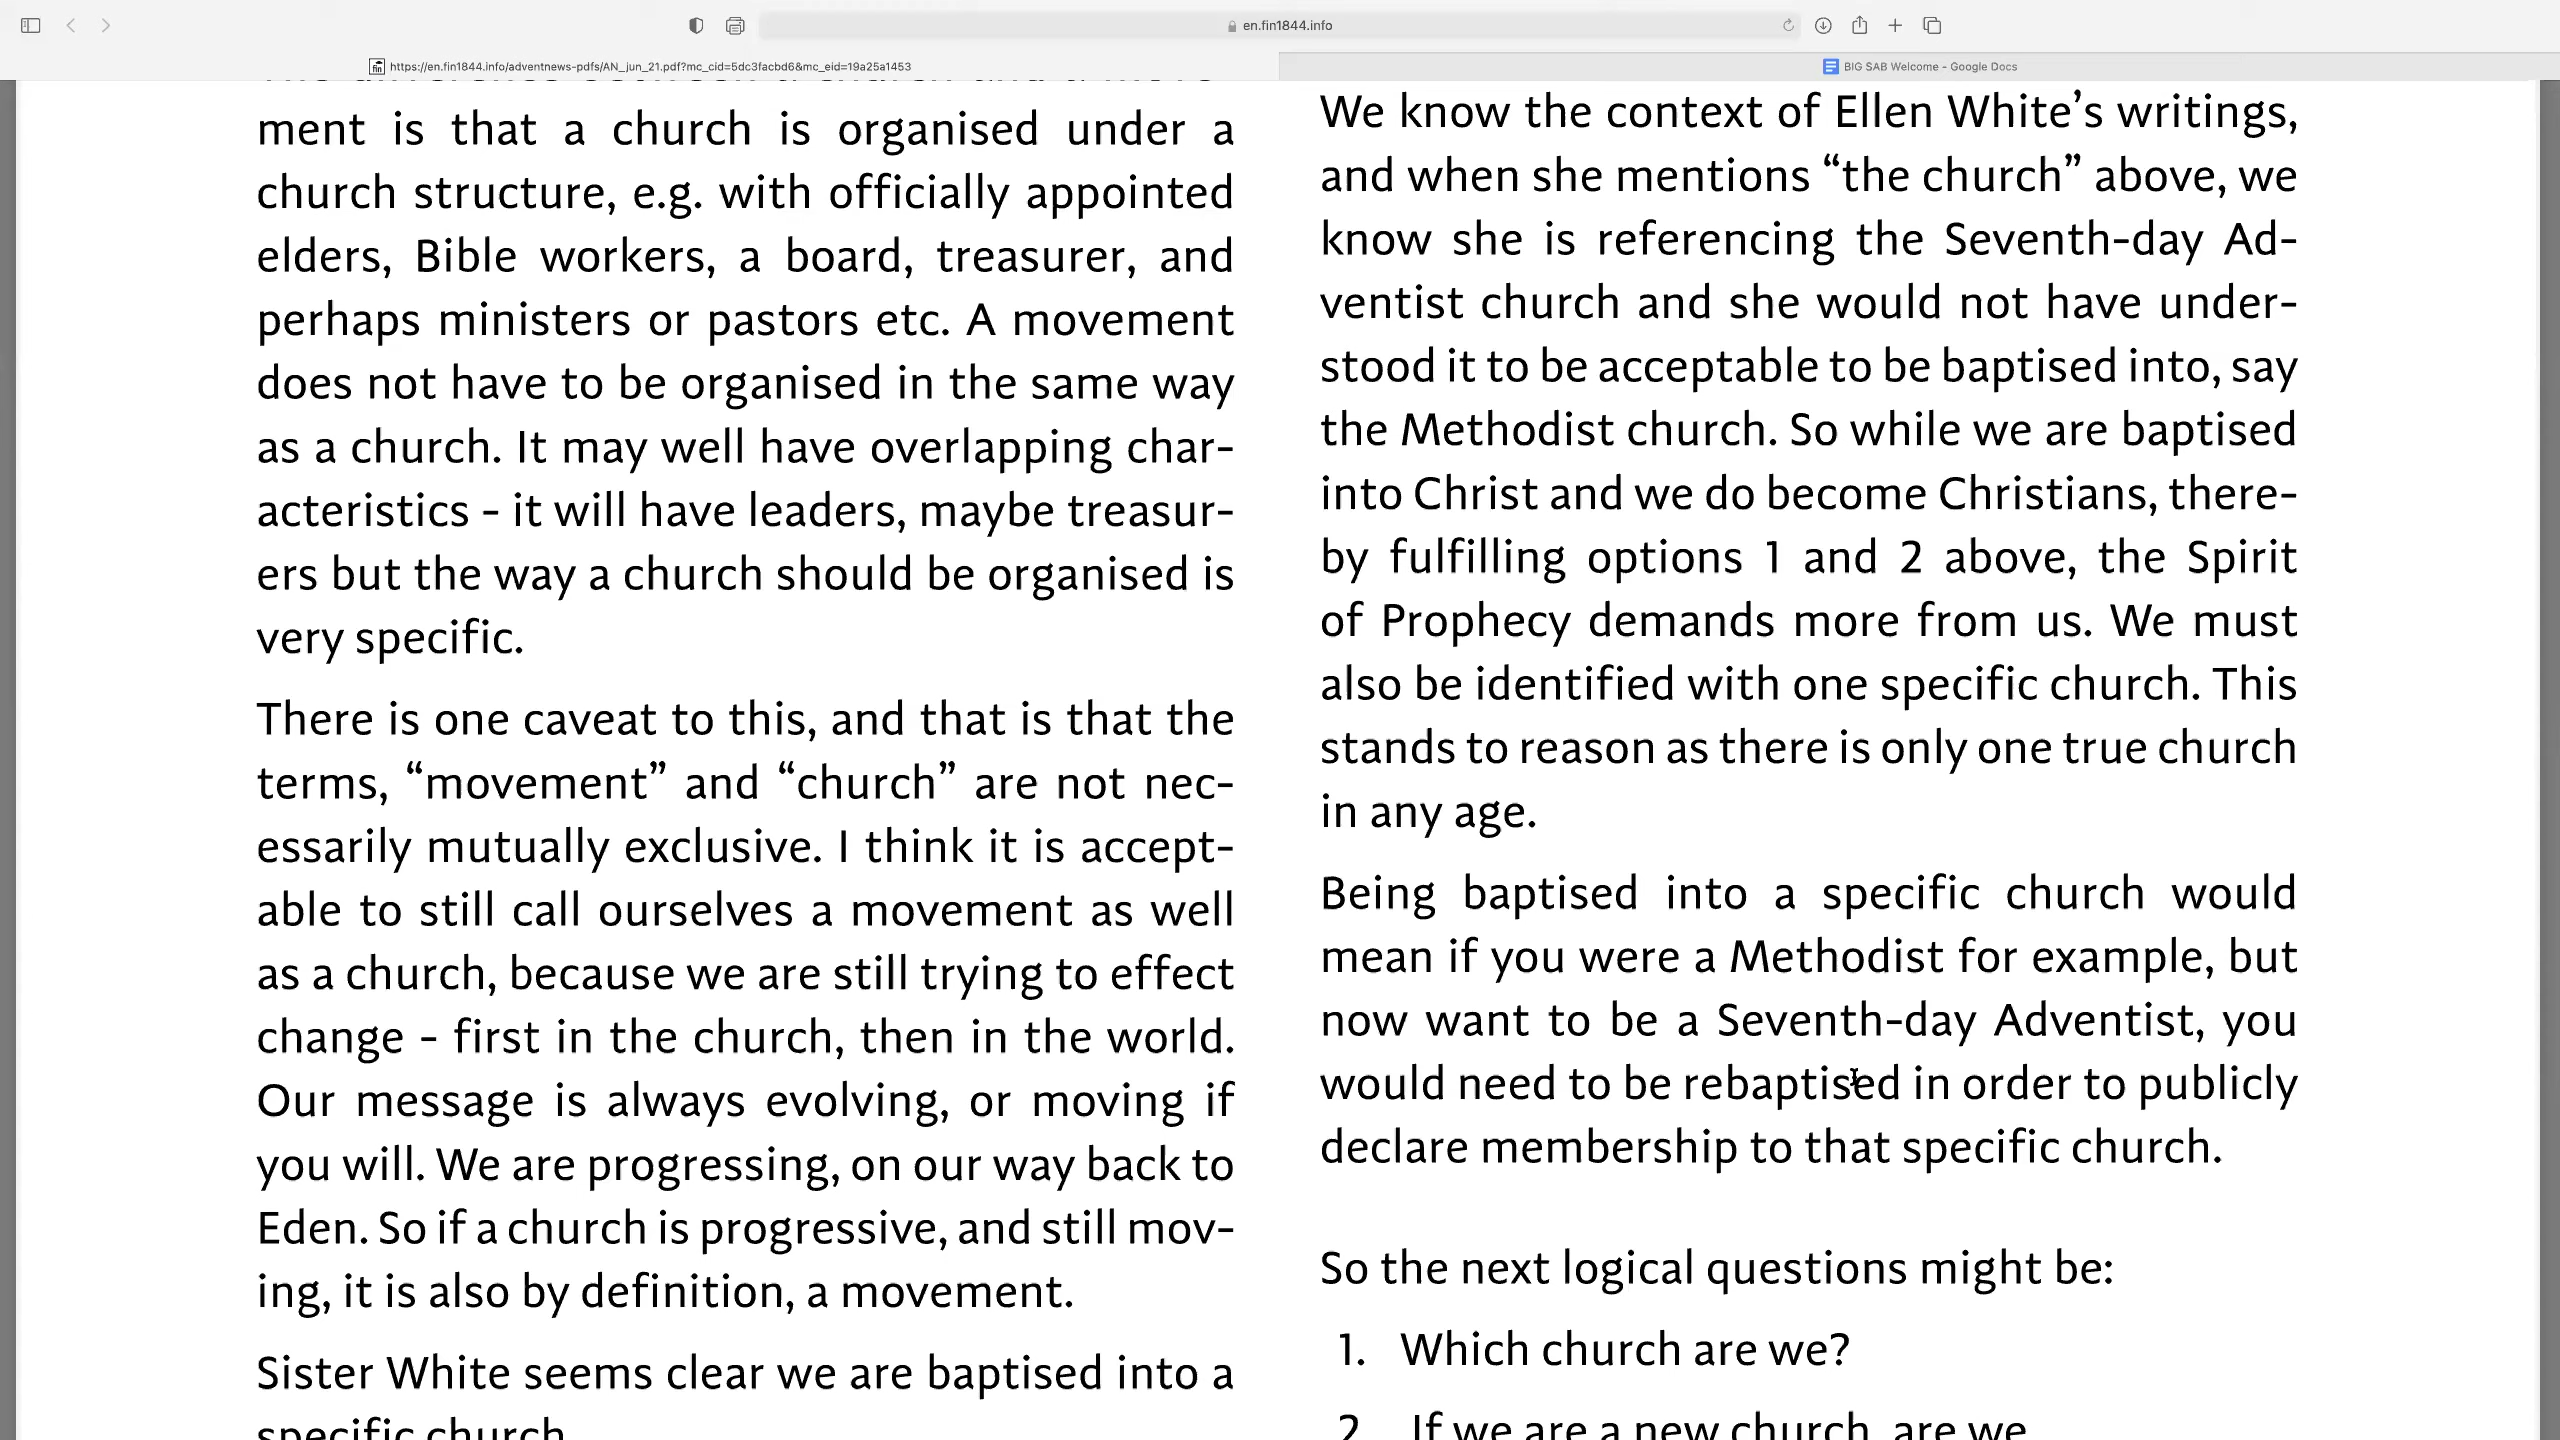 en.fin1844.info
https://en.fin1844.info/adventnews-pdfs/AN_jun_21.pdf?mc_cid=5dc3facbd6&mc_eid=19a25a1453
BIG SAB Welcome - Google Docs
ment is that a church is organised under a
church structure, e.g. with officially appointed
elders, Bible workers, a board, treasurer, and
perhaps ministers or pastors etc. A movement
does not have to be organised in the same way
as a church. It may well have overlapping char-
acteristics - it will have leaders, maybe treasur-
ers but the way a church should be organised is
very specific.
There is one caveat to this, and that is that the
terms, “movement” and “church” are not nec-
essarily mutually exclusive. I think it is accept-
able to still call ourselves a movement as well
as a church, because we are still trying to effect
change - first in the church, then in the world.
Our message is always evolving, or moving if
you will. We are progressing, on our way back to
Eden. So if a church is progressive, and still mov-
ing, it is also by definition, a movement.
Sister White seems clear we are baptised into a
specific church
We know the context of Ellen White’s writings,
and when she mentions “the church” above, we
know she is referencing the Seventh-day Ad-
ventist church and she would not have under-
stood it to be acceptable to be baptised into, say
the Methodist church. So while we are baptised
into Christ and we do become Christians, there-
by fulfilling options 1 and 2 above, the Spirit
of Prophecy demands more from us. We must
also be identified with one specific church. This
stands to reason as there is only one true church
in any age.
Being baptised into a specific church would
mean if you were a Methodist for example, but
now want to be a Seventh-day Adventist, you
would need to be rebaptised in order to publicly
declare membership to that specific church.
So the next logical questions might be:
1. Which church are we?
2. If we are a new church, are we